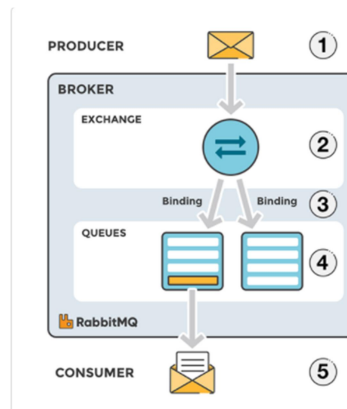 PRODUCER
1
BROKER
EXCHANGE
2
Binding
Binding
3
QUEUES
4
RabbitMQ
CONSUMER
5